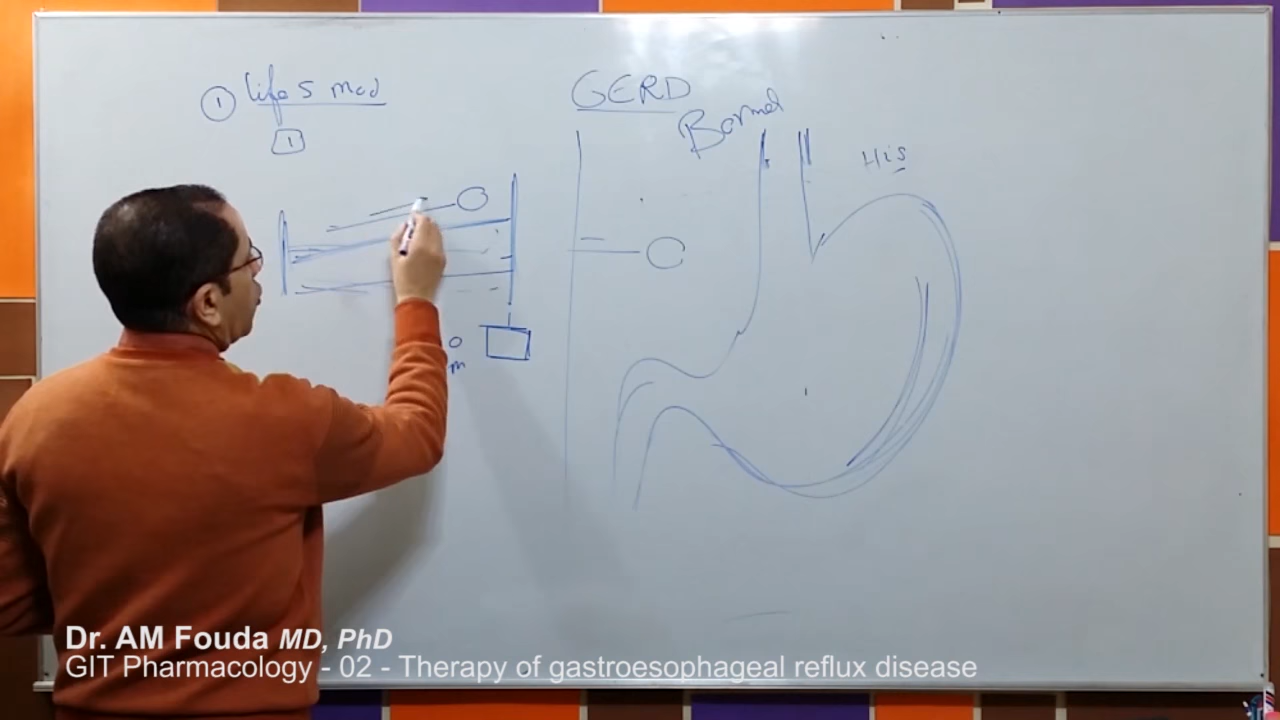 ① life s mod
1
GERD
Bormal
His
Dr. AM Fouda MD, PhD
GIT Pharmacology - 02 - Therapy of gastroesophageal reflux disease